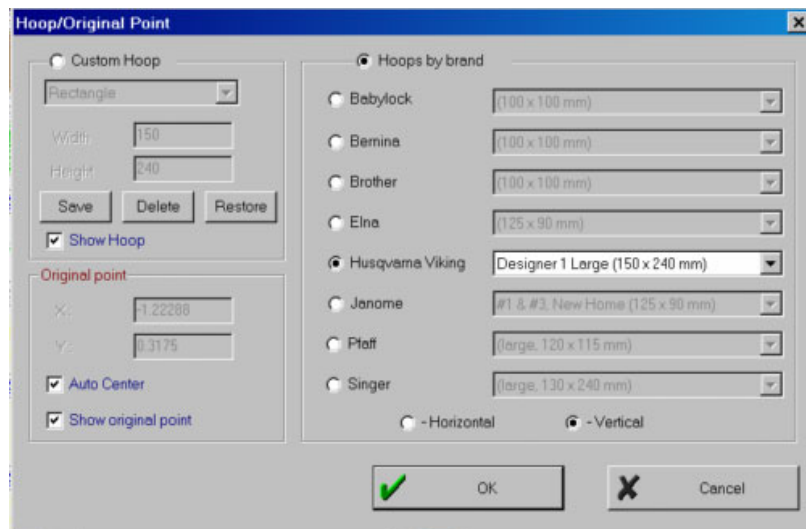 Hoop/Original Point
Custom Hoop
Rectangle
Width:
150
Height:
240
Save Delete Restore
Show Hoop
Original point
X:
-1.22288
Y:
0.3175
Auto Center
Show original point
Hoops by brand
Babylock (100 x 100 mm)
Bernina (100 x 100 mm)
Brother (100 x 100 mm)
Elna (125 x 90 mm)
Husqvarna Viking Designer 1 Large (150 x 240 mm)
Janome #1 & #3, New Home (125 x 90 mm)
Pfaff (large, 120 x 115 mm)
Singer (large, 130 x 240 mm)
- Horizontal - Vertical
OK Cancel